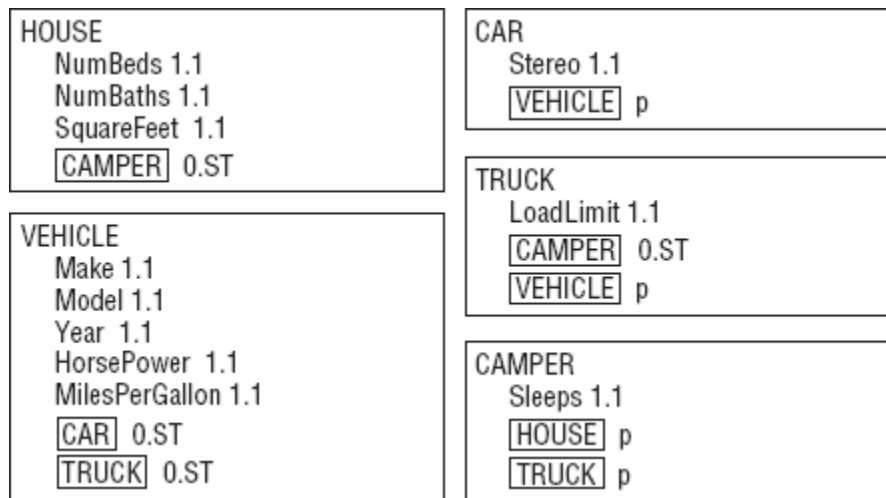 HOUSE
NumBeds 1.1
NumBaths 1.1
SquareFeet 1.1
CAMPER 0.ST
VEHICLE
Make 1.1
Model 1.1
Year 1.1
HorsePower 1.1
MilesPerGallon 1.1
CAR 0.ST
TRUCK 0.ST
CAR
Stereo 1.1
VEHICLE p
TRUCK
LoadLimit 1.1
CAMPER 0.ST
VEHICLE p
CAMPER
Sleeps 1.1
HOUSE p
TRUCK p